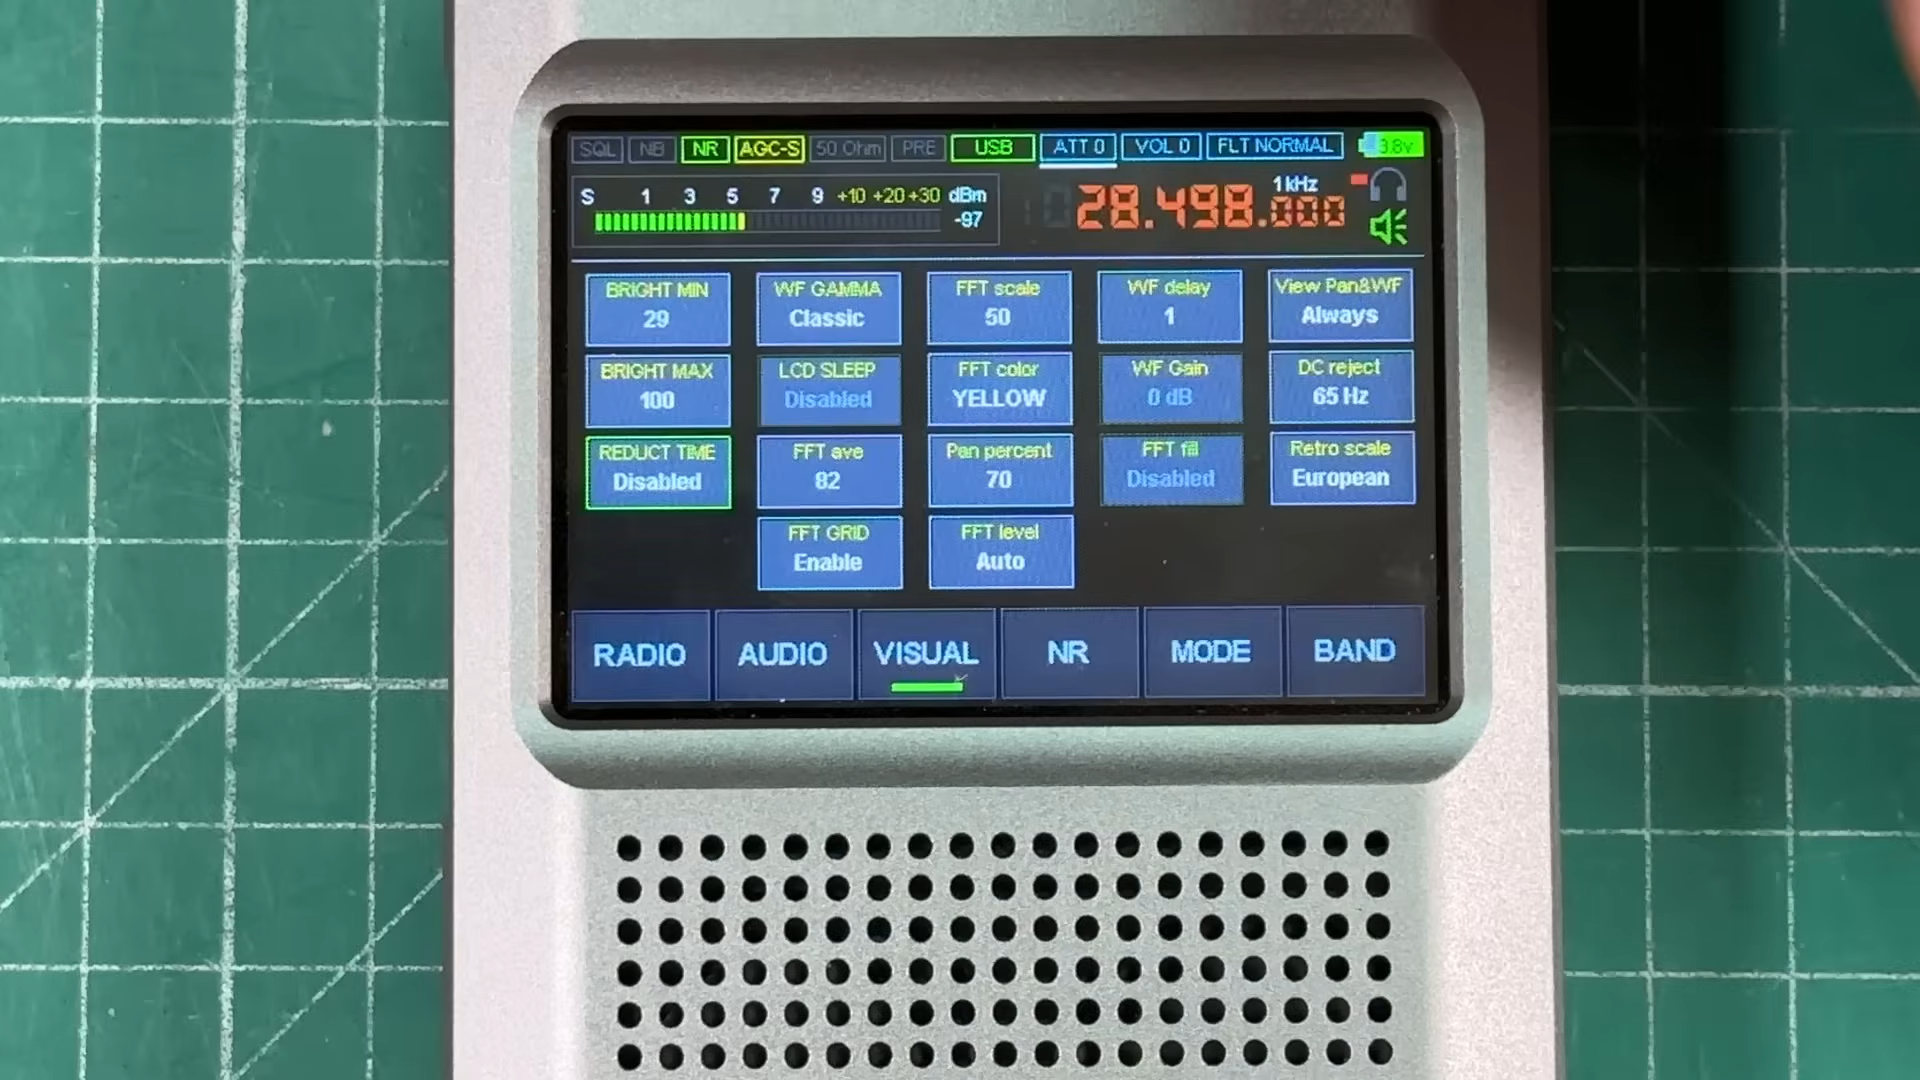 SQL NB NR AGC-S 50 Ohm PRE USB ATT 0 VOL 0 FLT NORMAL 3.8v
S 1 3 5 7 9 +10 +20 +30 dBm
-97
1kHz
28.498.000
BRIGHT MIN
29
WF GAMMA
Classic
FFT scale
50
WF delay
1
View Pan&WF
Always
BRIGHT MAX
100
LCD SLEEP
Disabled
FFT color
YELLOW
WF Gain
0 dB
DC reject
65 Hz
REDUCT TIME
Disabled
FFT ave
82
Pan percent
70
FFT fill
Disabled
Retro scale
European
FFT GRID
Enable
FFT level
Auto
RADIO AUDIO VISUAL NR MODE BAND